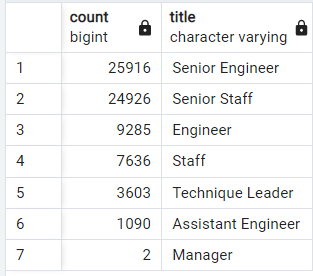 count title
bigint character varying
1 25916 Senior Engineer
2 24926 Senior Staff
3 9285 Engineer
4 7636 Staff
5 3603 Technique Leader
6 1090 Assistant Engineer
7 2 Manager